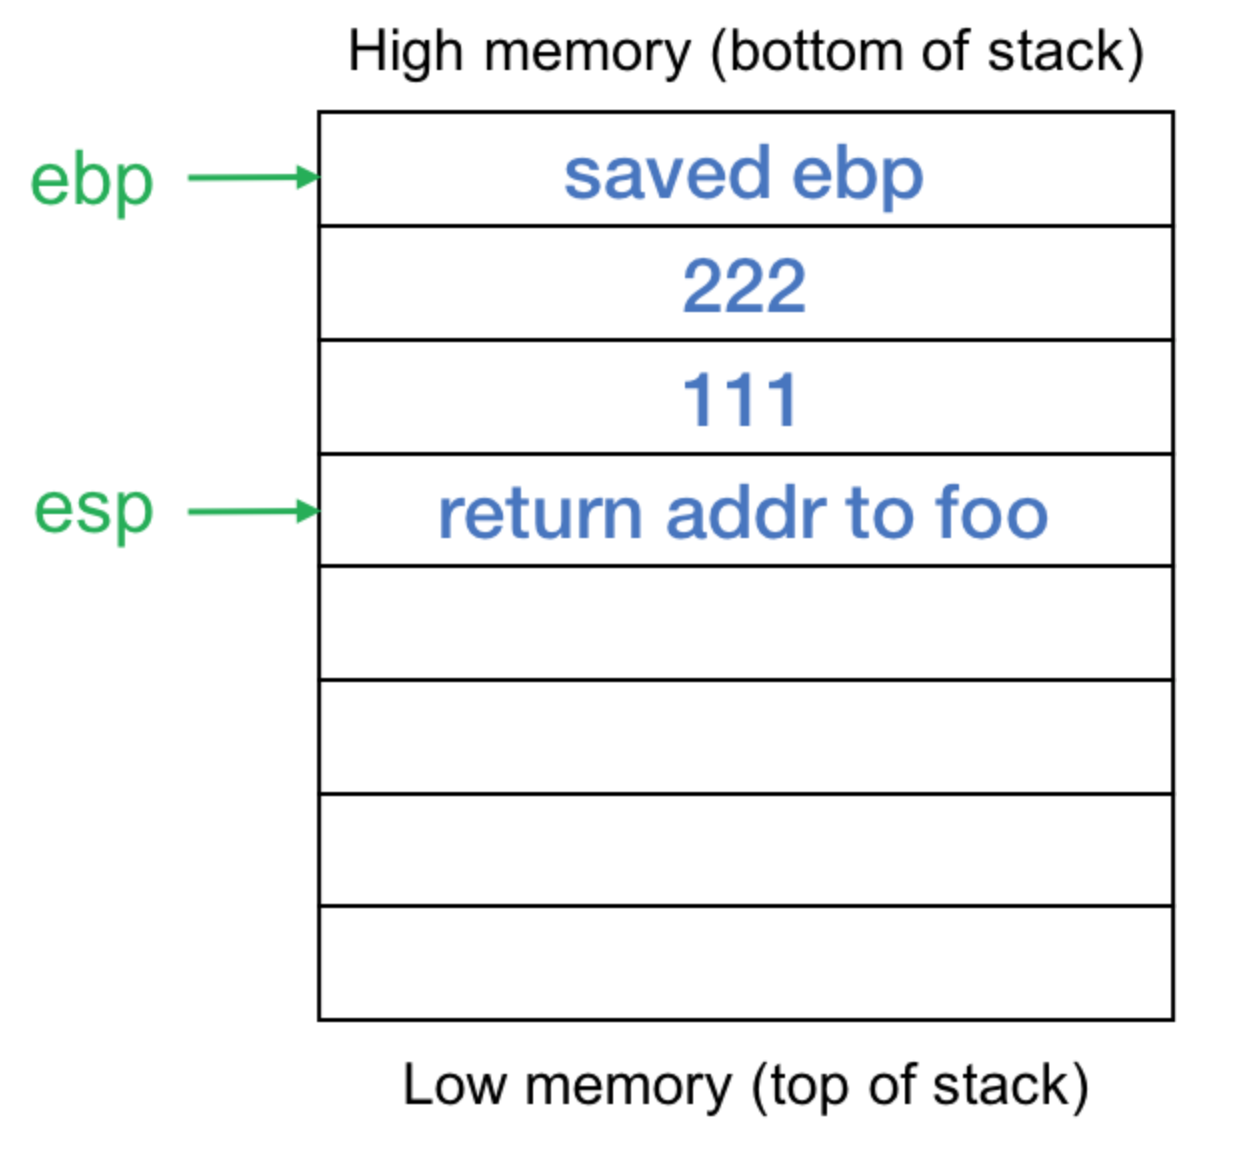 High memory (bottom of stack)
ebp
saved ebp
222
111
esp
return addr to foo
Low memory (top of stack)